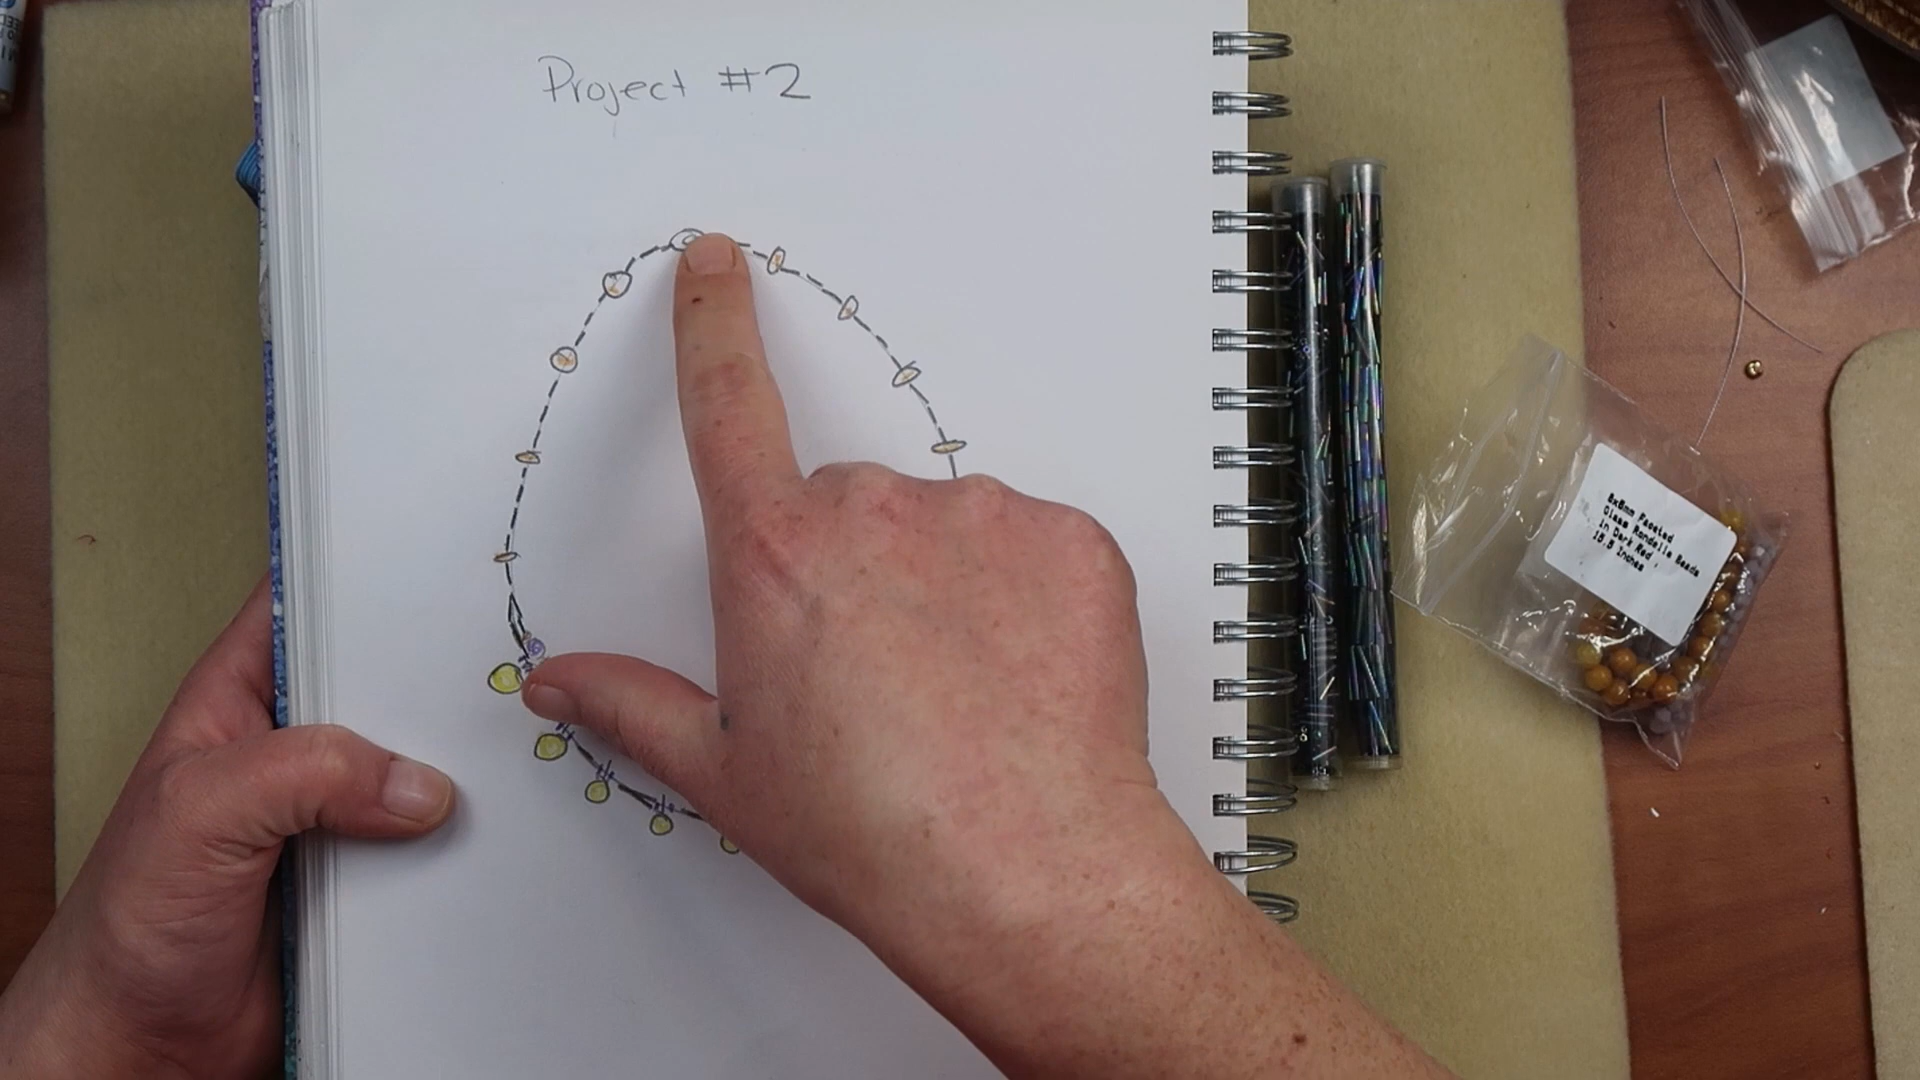 Project #2
8x6mm Faceted
Glass Rondelle Beads
in Dark Red
15.5 Inches